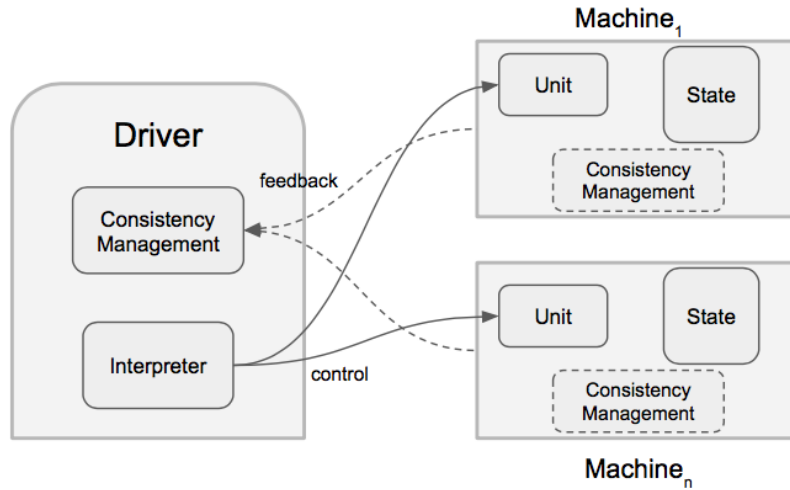 Machine1
Unit
State
Consistency
Management
Driver
feedback
Consistency
Management
Interpreter
control
Unit
State
Consistency
Management
Machinen